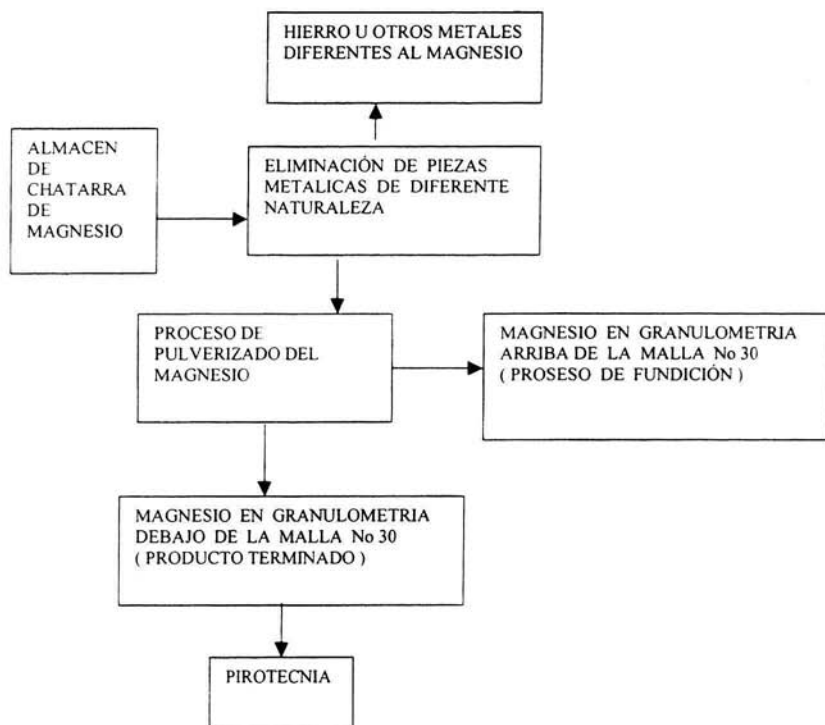 HIERRO U OTROS METALES
DIFERENTES AL MAGNESIO
ALMACEN
DE
CHATARRA
DE
MAGNESIO
ELIMINACIÓN DE PIEZAS
METALICAS DE DIFERENTE
NATURALEZA
PROCESO DE
PULVERIZADO DEL
MAGNESIO
MAGNESIO EN GRANULOMETRIA
ARRIBA DE LA MALLA No 30
( PROSESO DE FUNDICIÓN )
MAGNESIO EN GRANULOMETRIA
DEBAJO DE LA MALLA No 30
( PRODUCTO TERMINADO )
PIROTECNIA